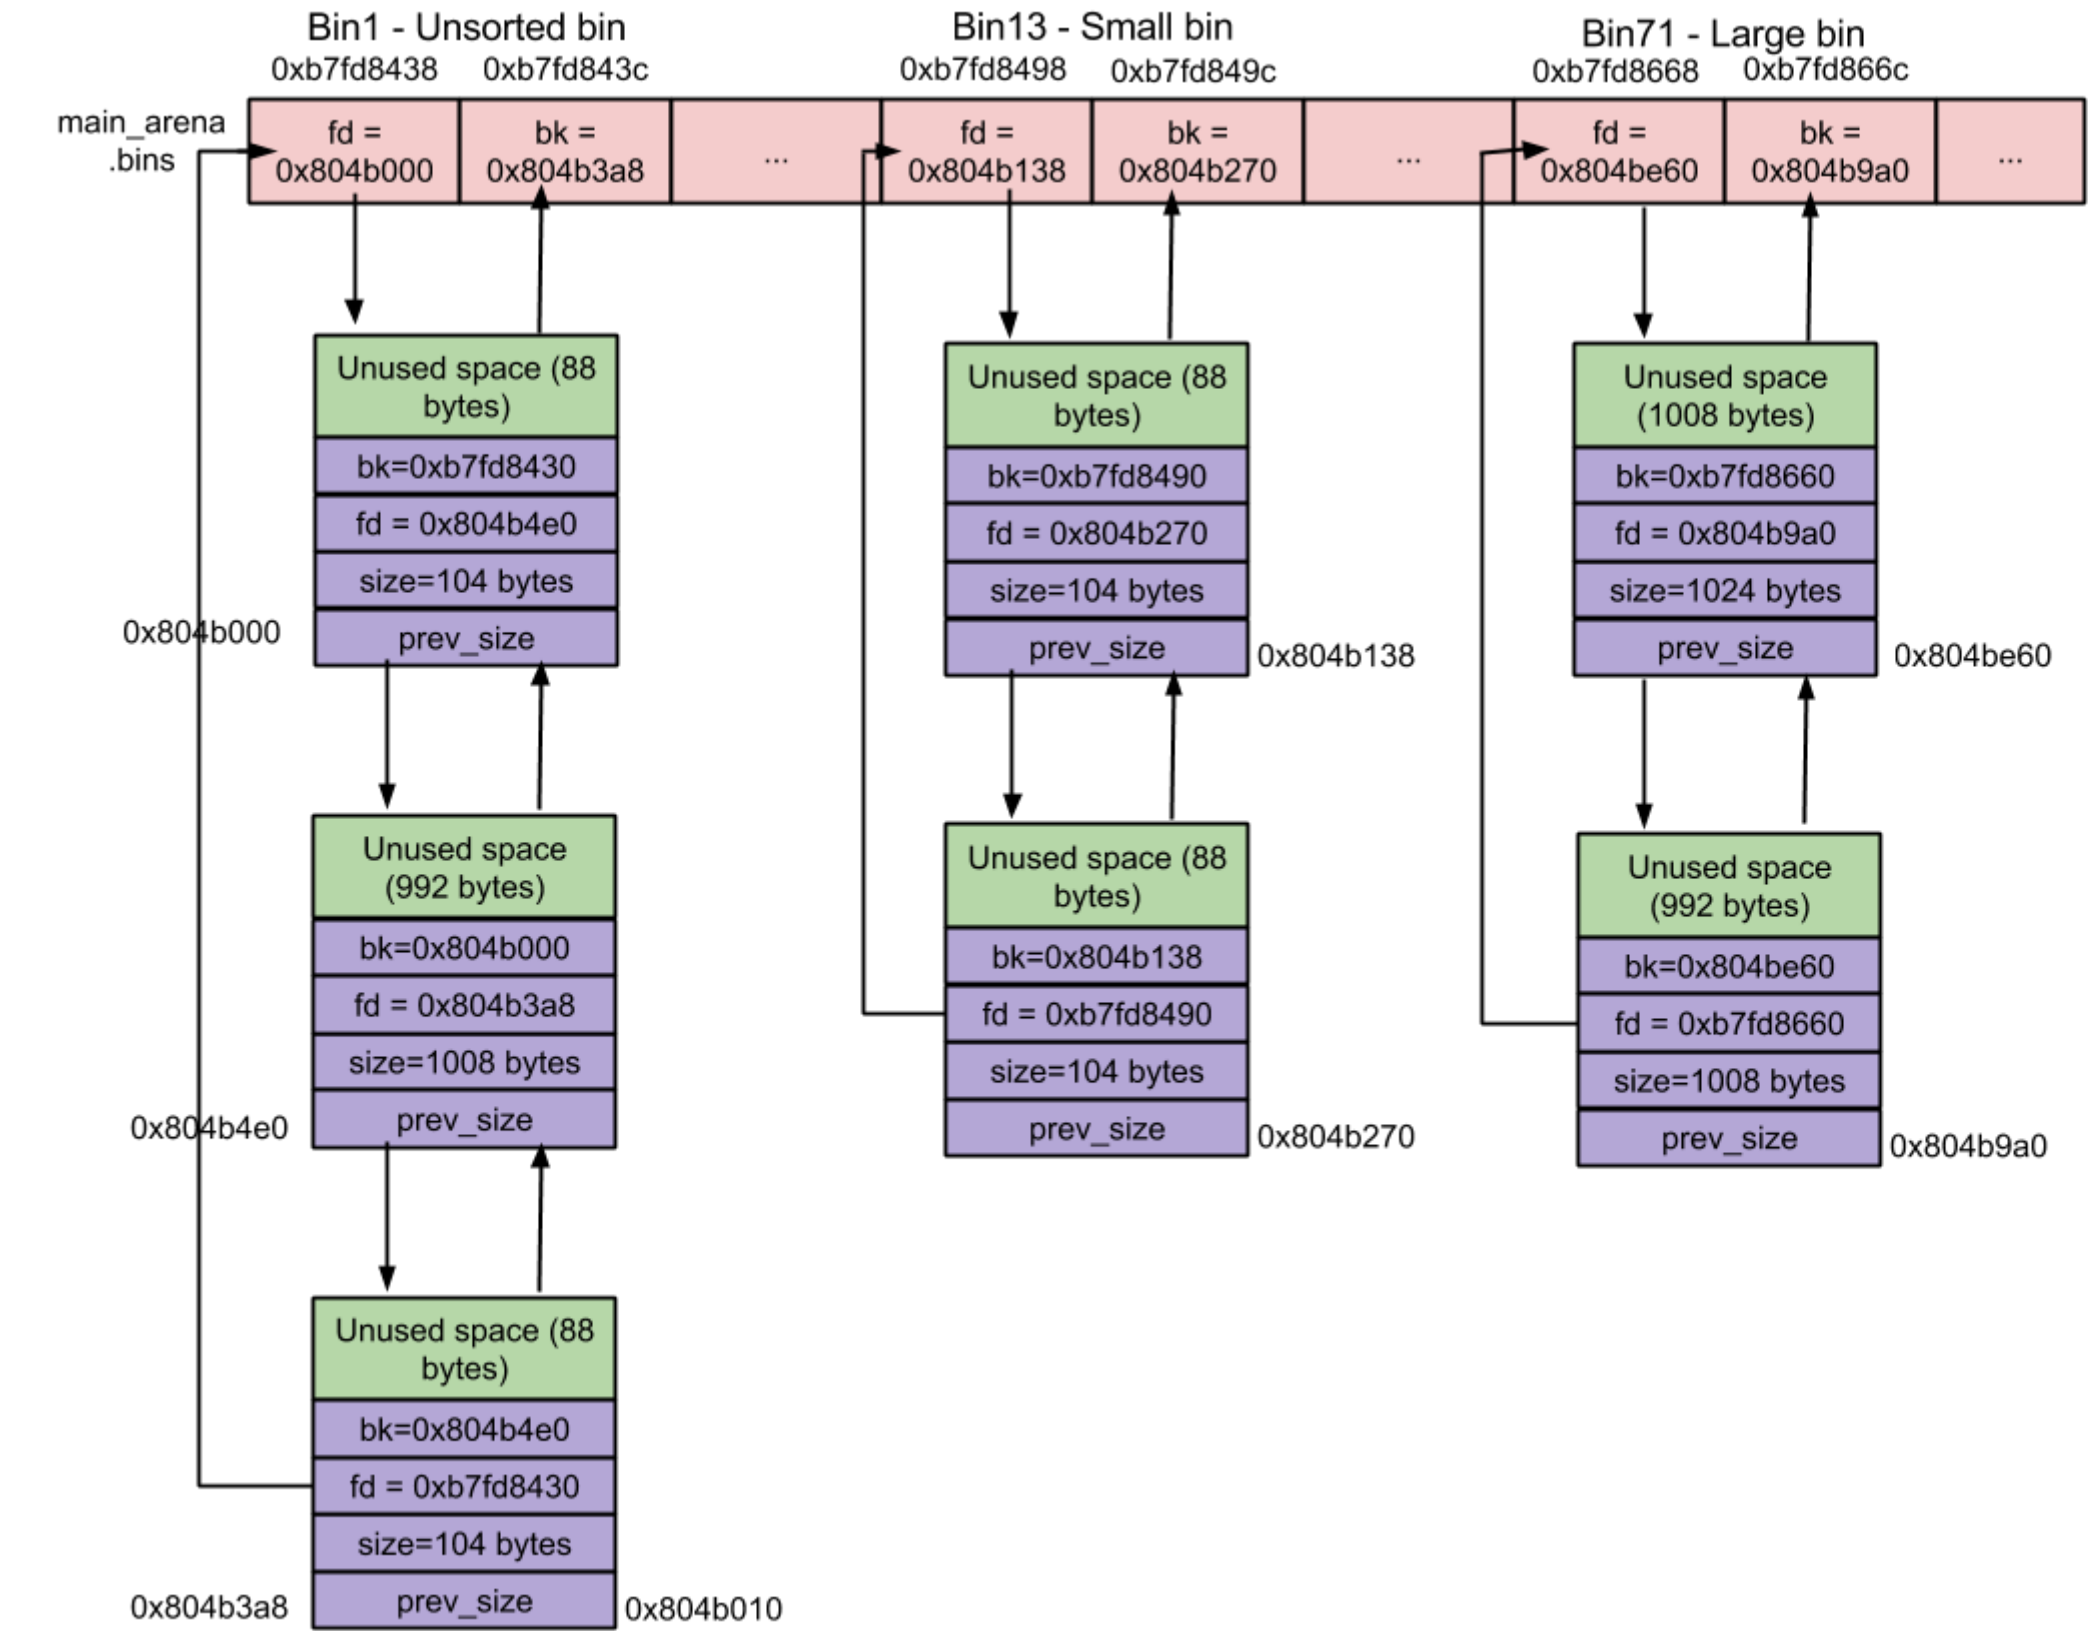 Bin1 - Unsorted bin
0xb7fd8438
0xb7fd843c
Bin13 - Small bin
0xb7fd8498
0xb7fd849c
Bin71 - Large bin
0xb7fd8668
0xb7fd866c
main_arena
.bins
fd =
0x804b000
bk =
0x804b3a8
...
fd =
0x804b138
bk =
0x804b270
...
fd =
0x804be60
bk =
0x804b9a0
...
Unused space (88
bytes)
bk=0xb7fd8430
fd = 0x804b4e0
size=104 bytes
prev_size
0x804b000
Unused space
(992 bytes)
bk=0x804b000
fd = 0x804b3a8
size=1008 bytes
prev_size
0x804b4e0
Unused space (88
bytes)
bk=0x804b4e0
fd = 0xb7fd8430
size=104 bytes
prev_size
0x804b3a8
0x804b010
Unused space (88
bytes)
bk=0xb7fd8490
fd = 0x804b270
size=104 bytes
prev_size
0x804b138
Unused space (88
bytes)
bk=0x804b138
fd = 0xb7fd8490
size=104 bytes
prev_size
0x804b270
Unused space
(1008 bytes)
bk=0xb7fd8660
fd = 0x804b9a0
size=1024 bytes
prev_size
0x804be60
Unused space
(992 bytes)
bk=0x804be60
fd = 0xb7fd8660
size=1008 bytes
prev_size
0x804b9a0